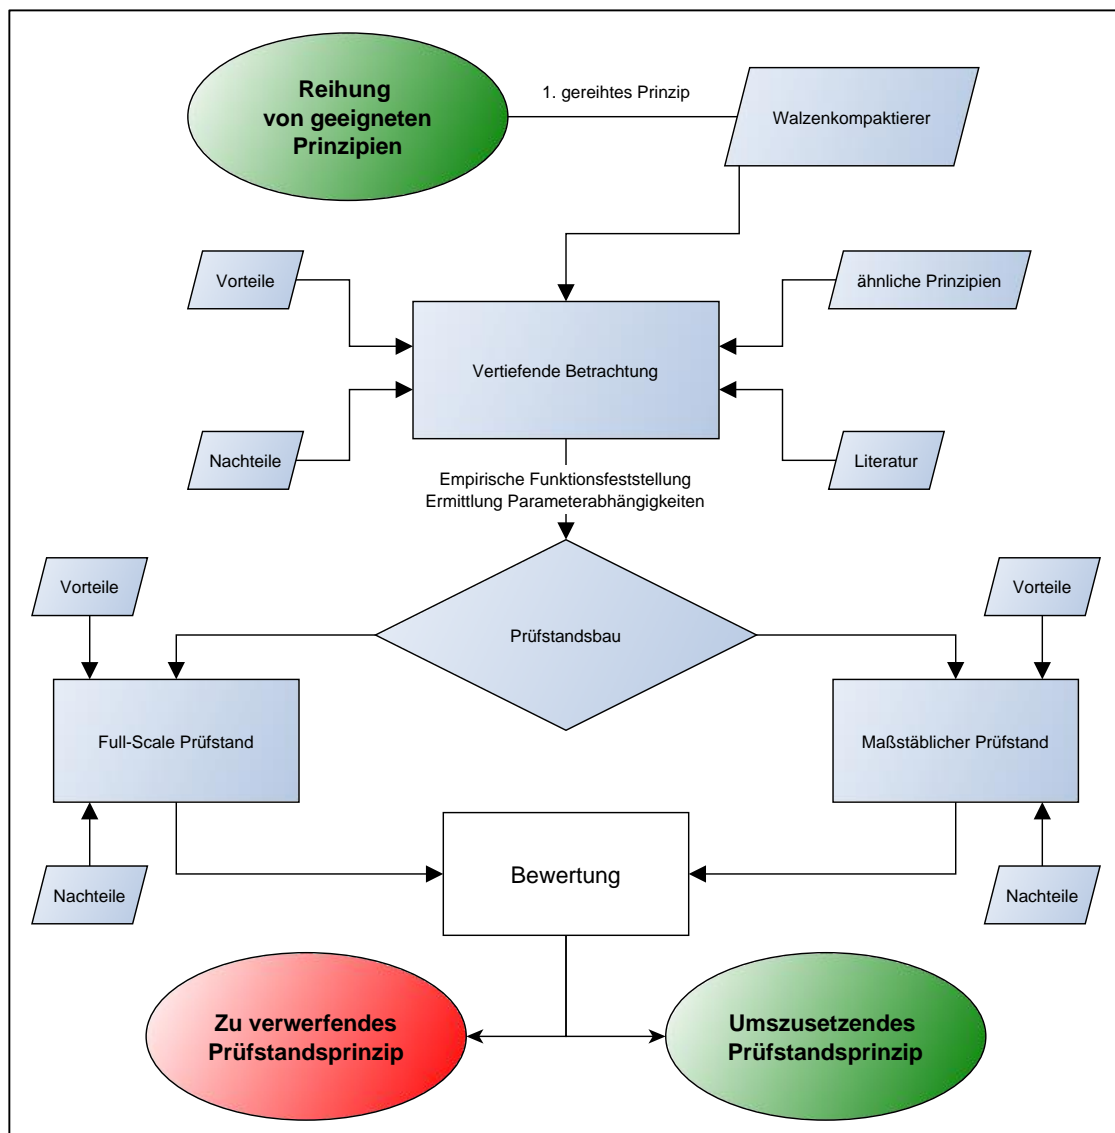 Reihung
von geeigneten
Prinzipien
1. gereihtes Prinzip
Walzenkompaktierer
Vorteile
ähnliche Prinzipien
Vertiefende Betrachtung
Nachteile
Literatur
Empirische Funktionsfeststellung
Ermittlung Parameterabhängigkeiten
Vorteile
Vorteile
Prüfstandsbau
Full-Scale Prüfstand
Maßstäblicher Prüfstand
Bewertung
Nachteile
Nachteile
Zu verwerfendes
Prüfstandsprinzip
Umszusetzendes
Prüfstandsprinzip